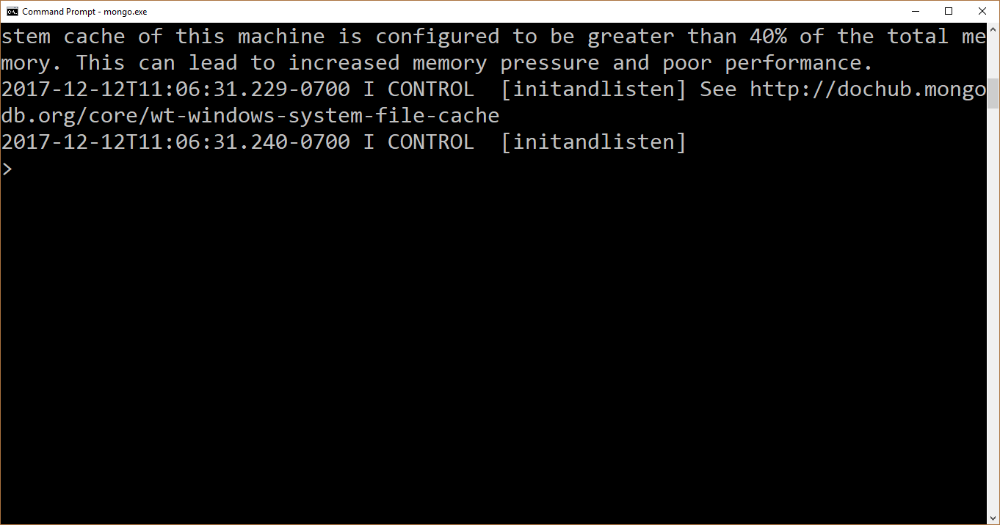 Command Prompt - mongo.exe
stem cache of this machine is configured to be greater than 40% of the total me
mory. This can lead to increased memory pressure and poor performance.
2017-12-12T11:06:31.229-0700 I CONTROL  [initandlisten] See http://dochub.mongo
db.org/core/wt-windows-system-file-cache
2017-12-12T11:06:31.240-0700 I CONTROL  [initandlisten]
>